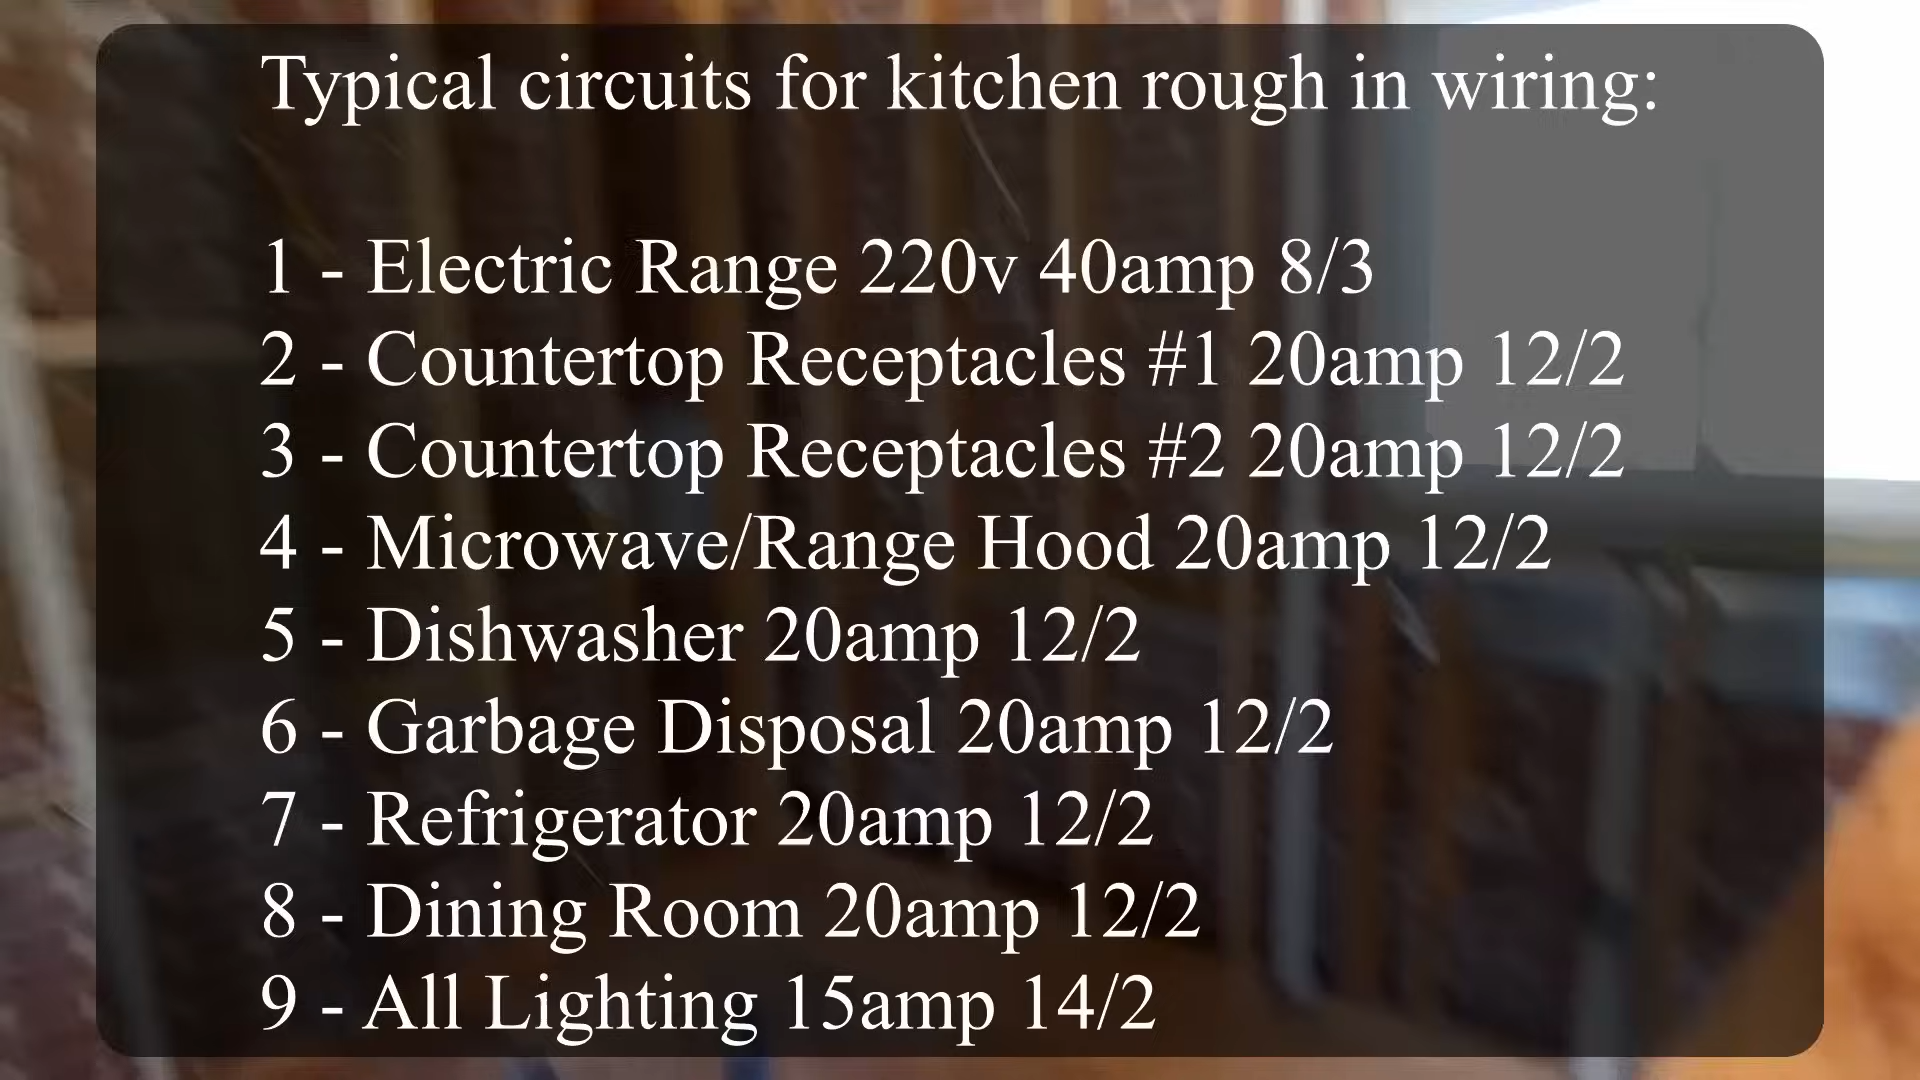 Typical circuits for kitchen rough in wiring:
1 - Electric Range 220v 40amp 8/3
2 - Countertop Receptacles #1 20amp 12/2
3 - Countertop Receptacles #2 20amp 12/2
4 - Microwave/Range Hood 20amp 12/2
5 - Dishwasher 20amp 12/2
6 - Garbage Disposal 20amp 12/2
7 - Refrigerator 20amp 12/2
8 - Dining Room 20amp 12/2
9 - All Lighting 15amp 14/2